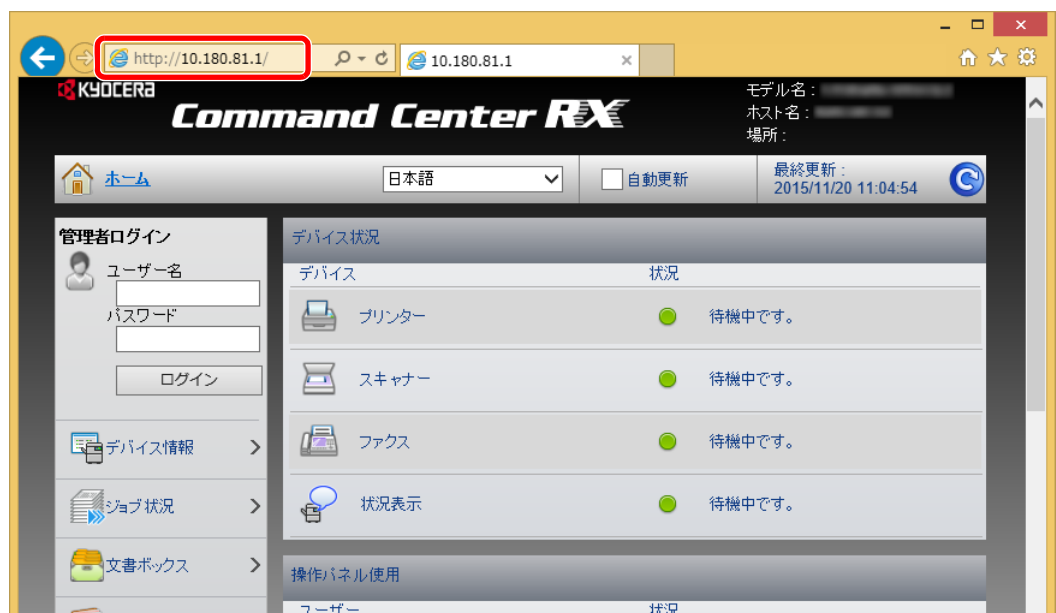 http://10.180.81.1/
10.180.81.1
KYOCERA
Command Center RX
モデル名 :
ホスト名 :
場所 :
ホーム
日本語
自動更新
最終更新 :
2015/11/20 11:04:54
管理者ログイン
ユーザー名
パスワード
ログイン
デバイス情報
ジョブ状況
文書ボックス
デバイス状況
デバイス 状況
プリンター 待機中です。
スキャナー 待機中です。
ファクス 待機中です。
状況表示 待機中です。
操作パネル使用
ユーザー 状況